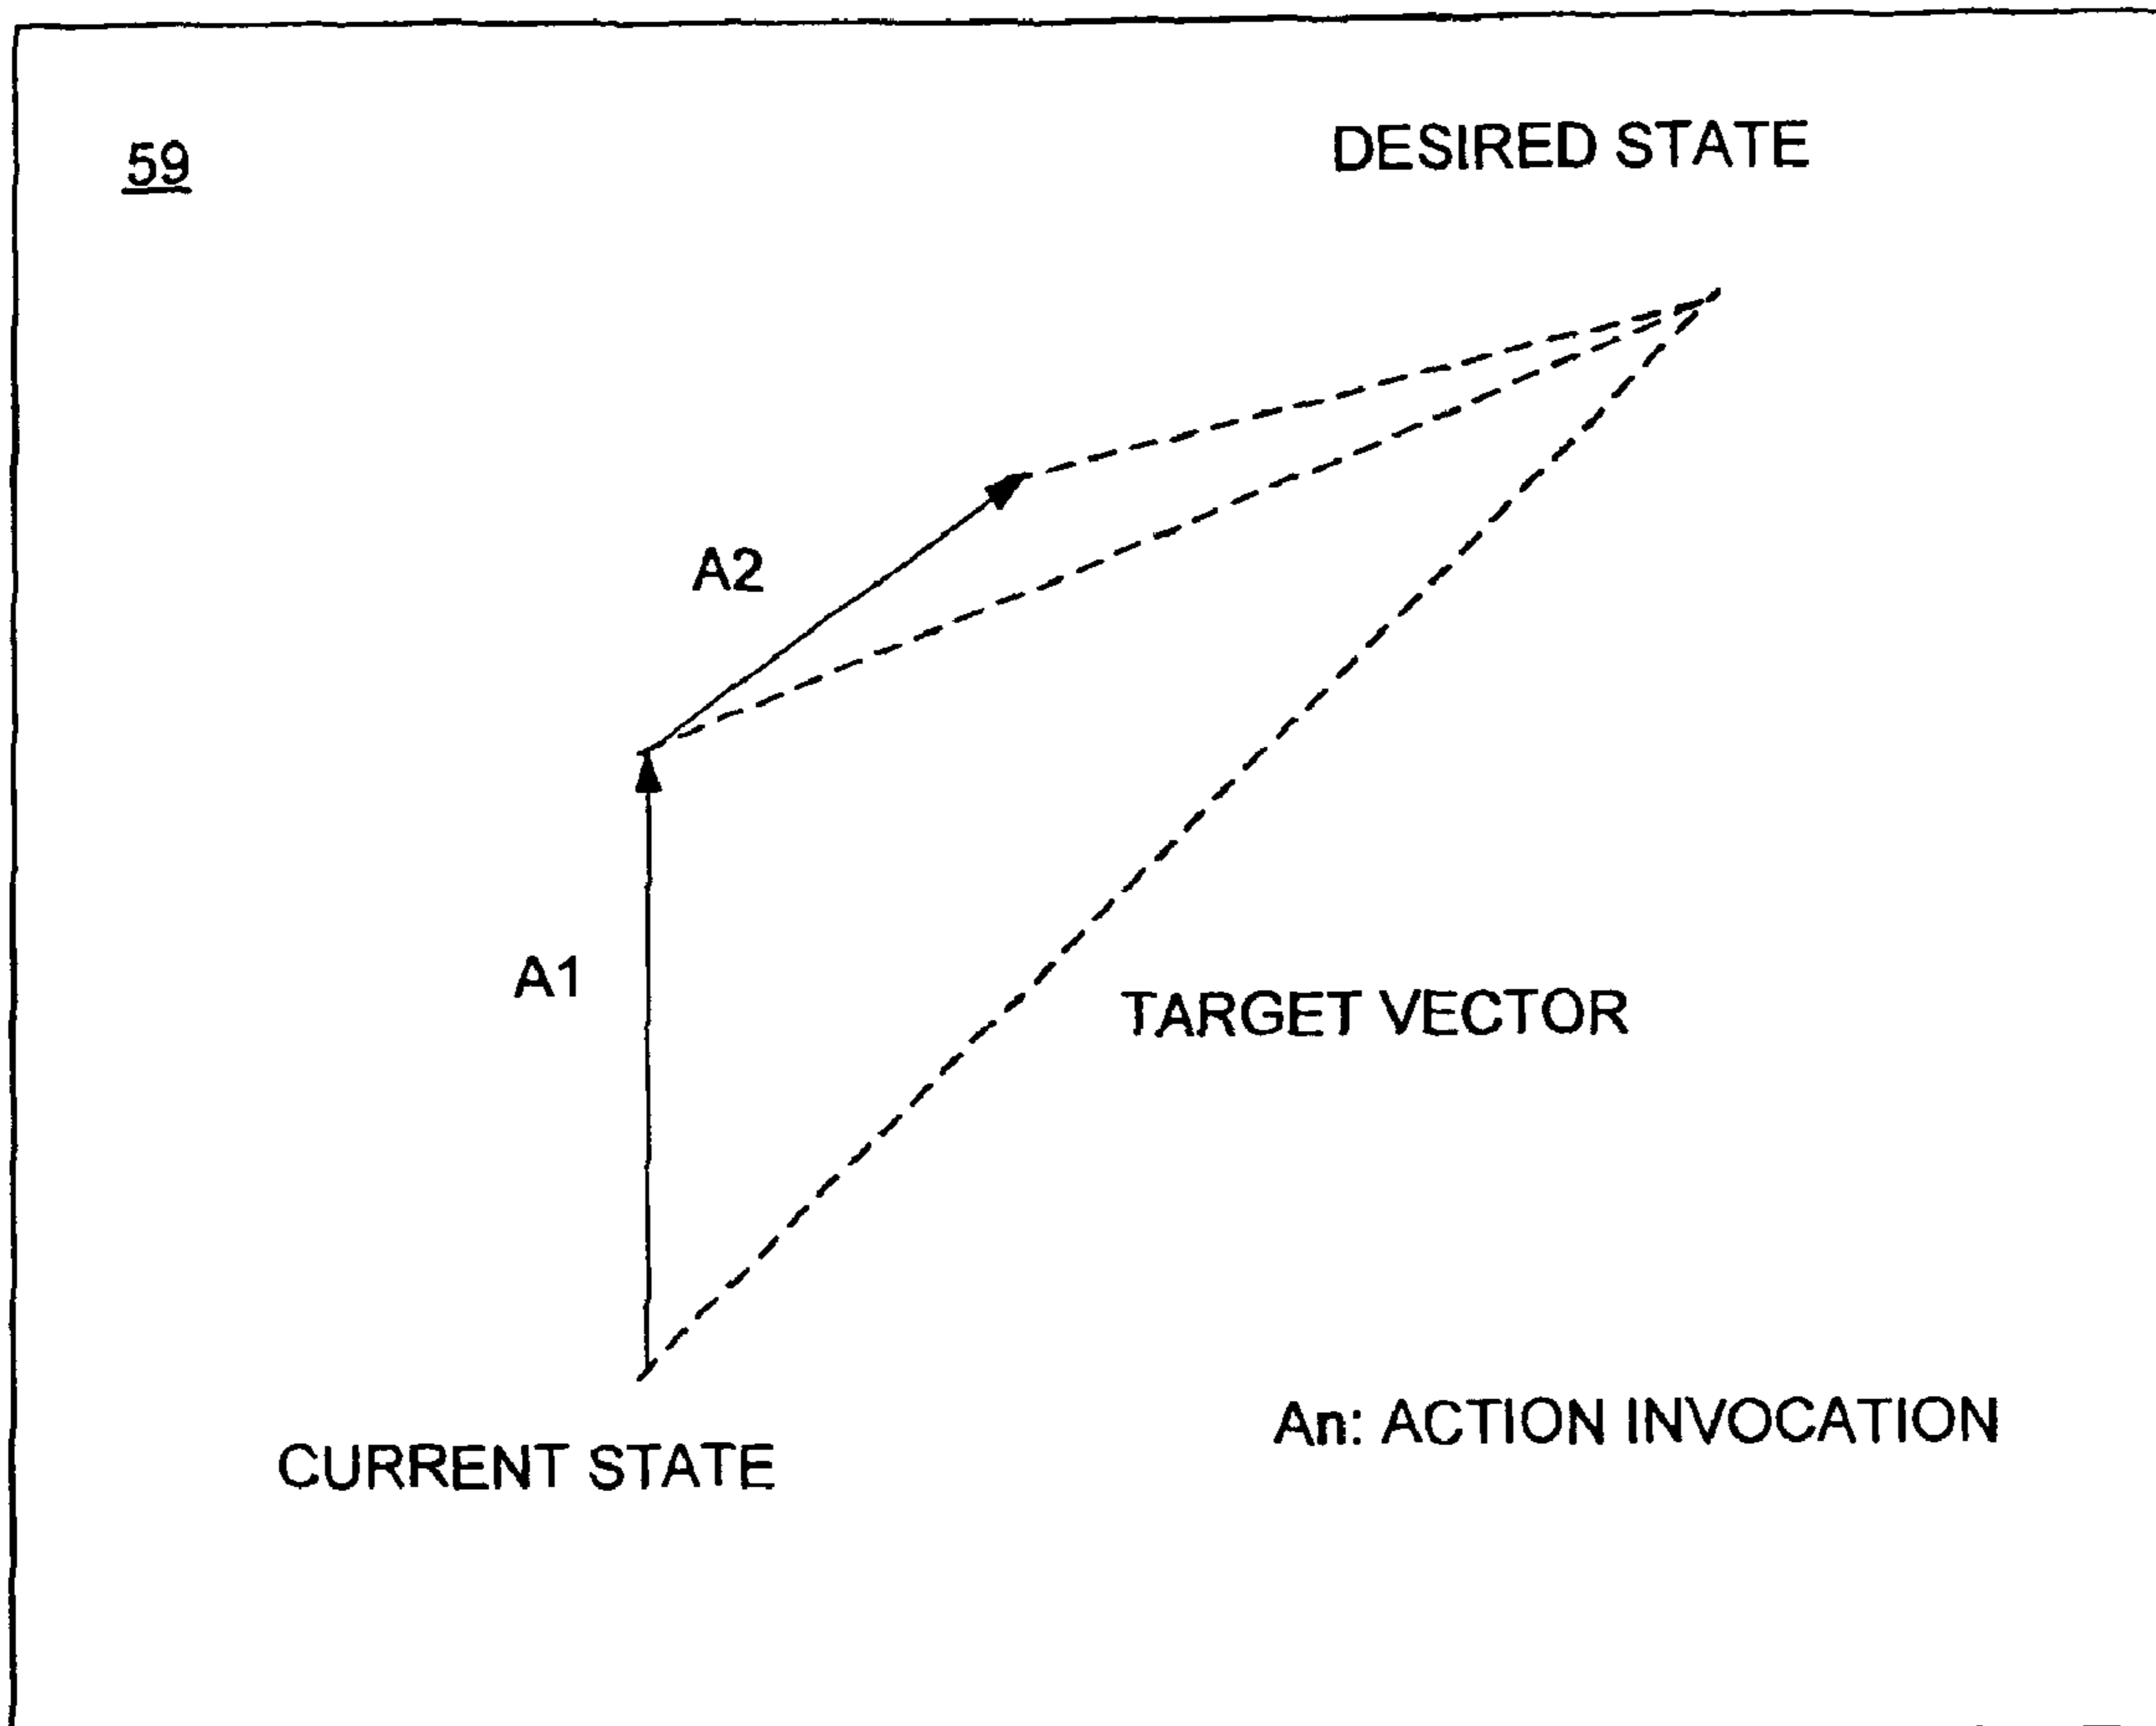 59
DESIRED STATE
A2
A1
TARGET VECTOR
An: ACTION INVOCATION
CURRENT STATE